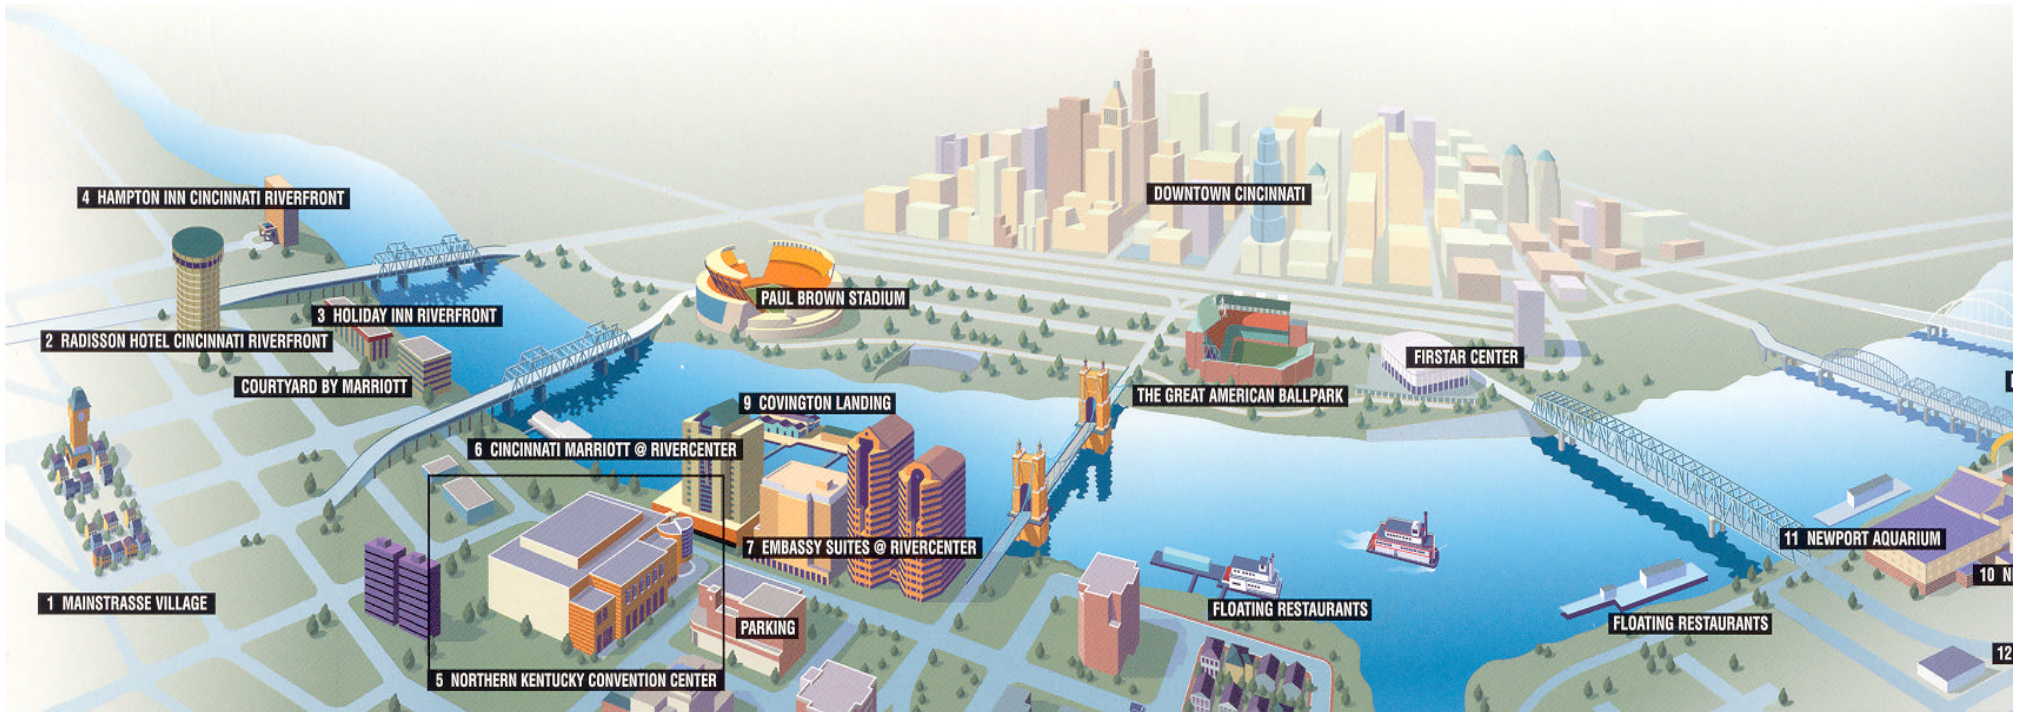 4 HAMPTON INN CINCINNATI RIVERFRONT
DOWNTOWN CINCINNATI
PAUL BROWN STADIUM
3 HOLIDAY INN RIVERFRONT
2 RADISSON HOTEL CINCINNATI RIVERFRONT
FIRSTAR CENTER
COURTYARD BY MARRIOTT
THE GREAT AMERICAN BALLPARK
9 COVINGTON LANDING
6 CINCINNATI MARRIOTT @ RIVERCENTER
7 EMBASSY SUITES @ RIVERCENTER
11 NEWPORT AQUARIUM
10 N
1 MAINSTRASSE VILLAGE
FLOATING RESTAURANTS
PARKING
FLOATING RESTAURANTS
12
5 NORTHERN KENTUCKY CONVENTION CENTER